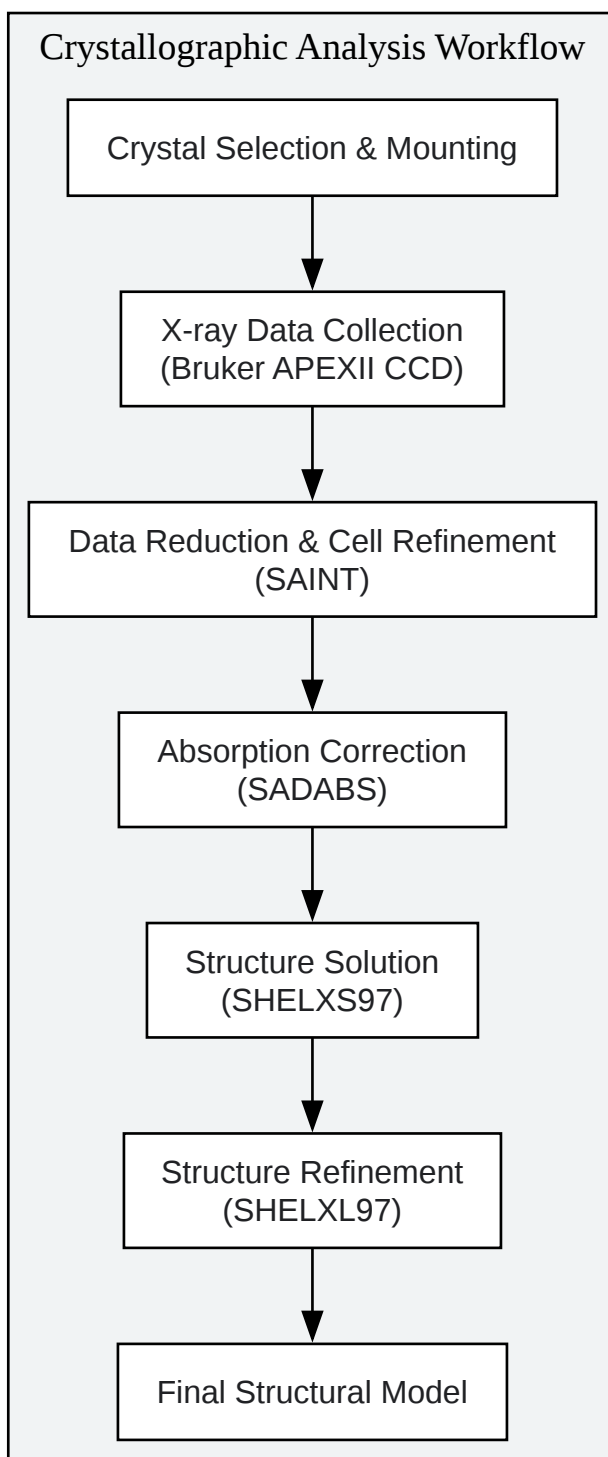 Crystallographic Analysis Workflow
Crystal Selection & Mounting
X-ray Data Collection
(Bruker APEXII CCD)
Data Reduction & Cell Refinement
(SAINT)
Absorption Correction
(SADABS)
Structure Solution
(SHELXS97)
Structure Refinement
(SHELXL97)
Final Structural Model